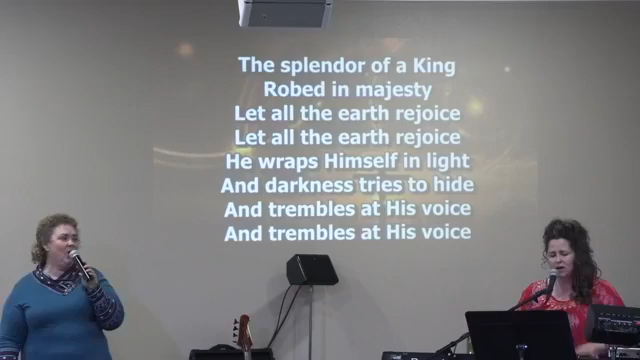 The splendor of a King
Robed in majesty
Let all the earth rejoice
Let all the earth rejoice
He wraps Himself in light
And darkness tries to hide
And trembles at His voice
And trembles at His voice